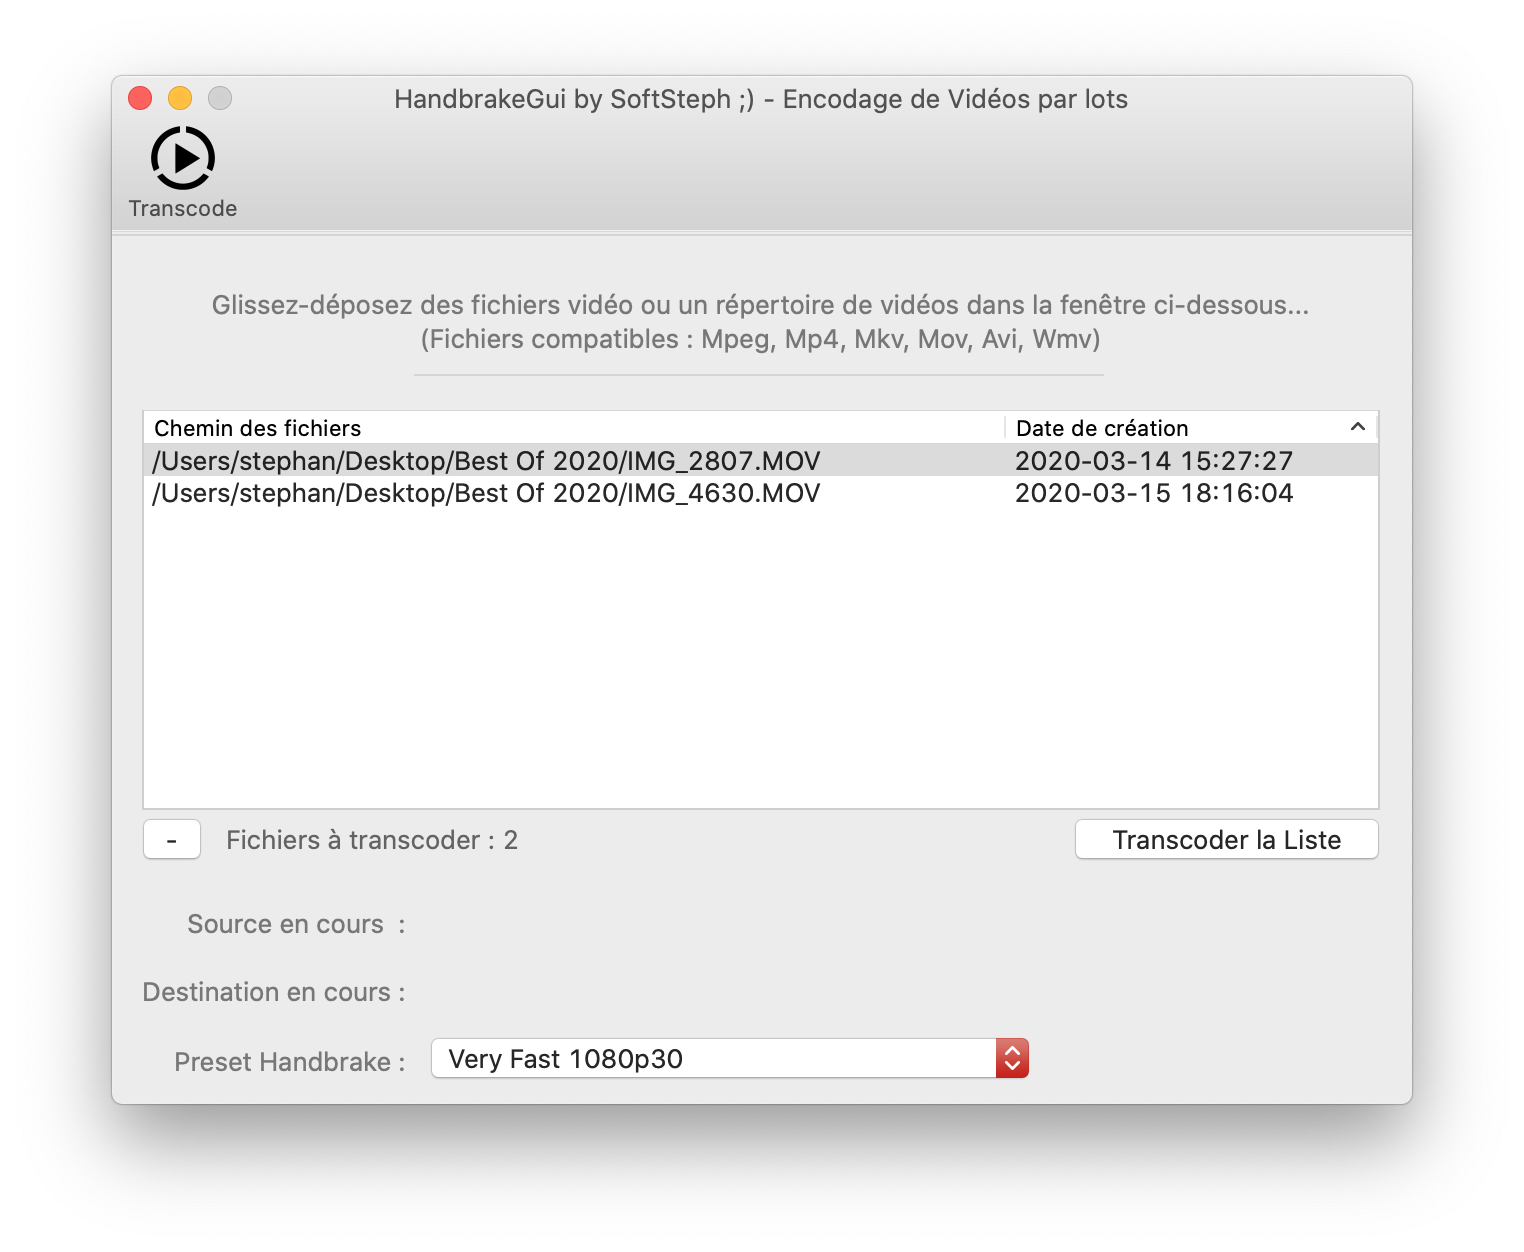 HandbrakeGui by SoftSteph ;) - Encodage de Vidéos par lots
Transcode
Glissez-déposez des fichiers vidéo ou un répertoire de vidéos dans la fenêtre ci-dessous...
(Fichiers compatibles : Mpeg, Mp4, Mkv, Mov, Avi, Wmv)
Chemin des fichiers Date de création
/Users/stephan/Desktop/Best Of 2020/IMG_2807.MOV 2020-03-14 15:27:27
/Users/stephan/Desktop/Best Of 2020/IMG_4630.MOV 2020-03-15 18:16:04
- Fichiers à transcoder : 2 Transcoder la Liste
Source en cours :
Destination en cours :
Preset Handbrake : Very Fast 1080p30